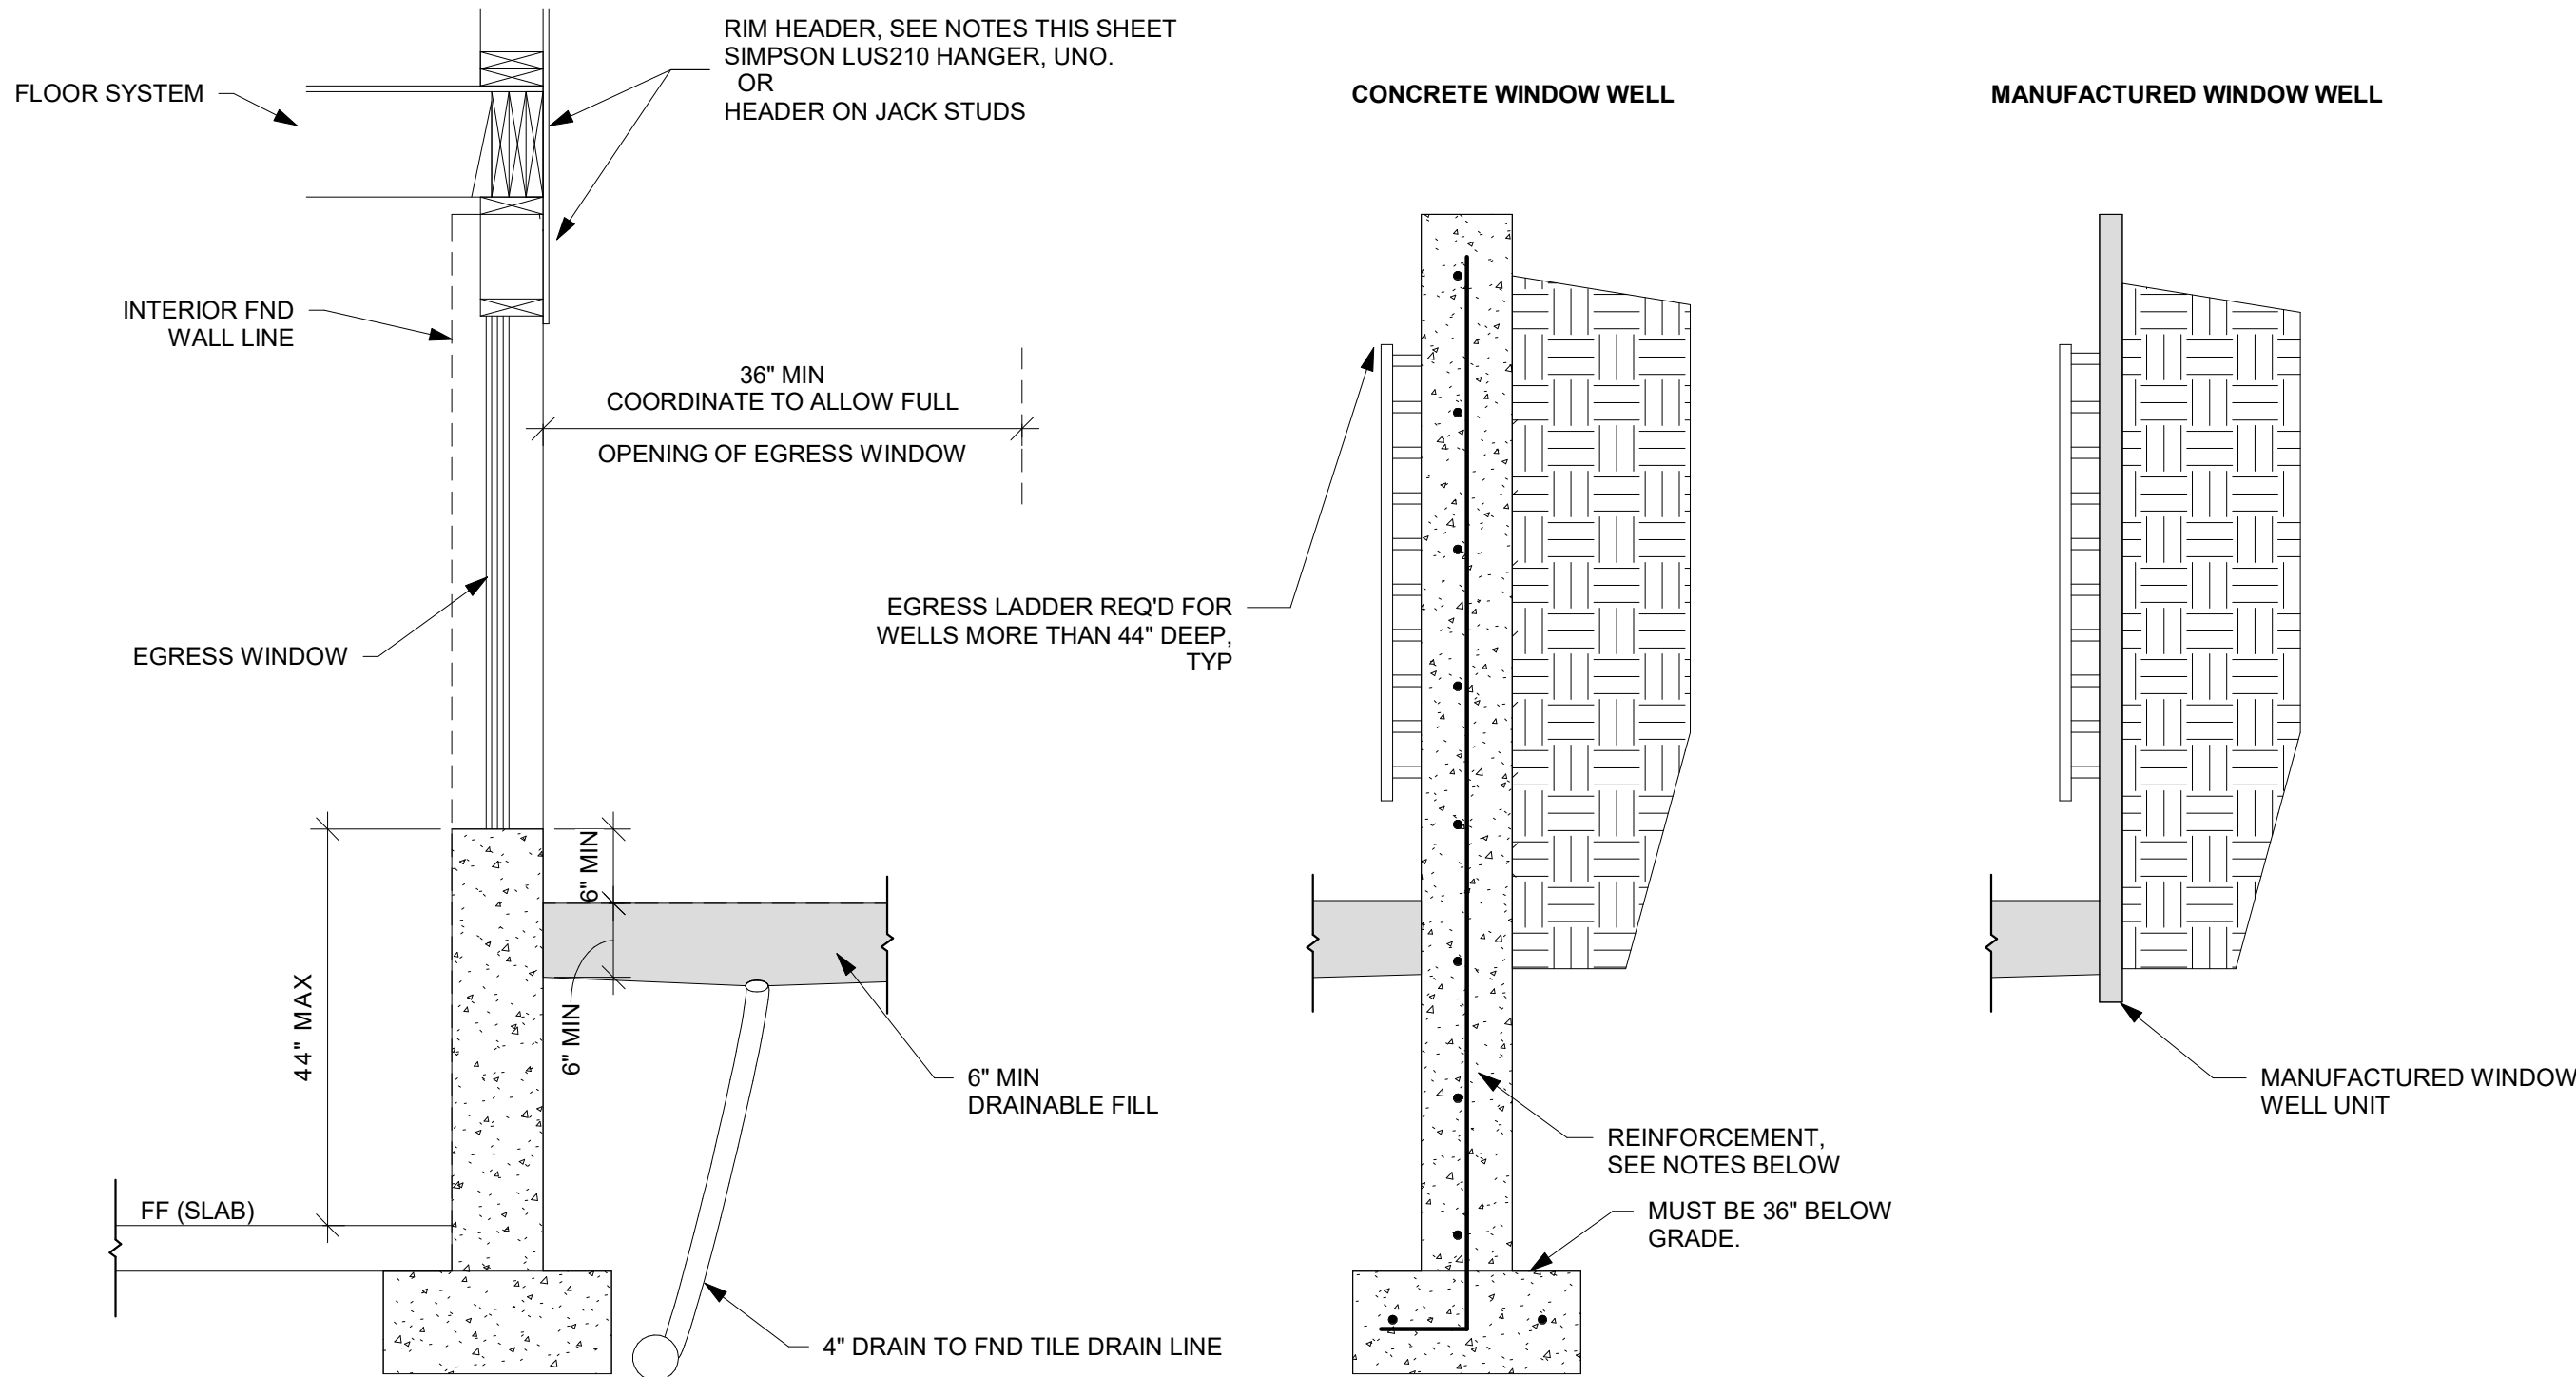 RIM HEADER, SEE NOTES THIS SHEET
SIMPSON LUS210 HANGER, UNO.
OR
HEADER ON JACK STUDS
FLOOR SYSTEM
CONCRETE WINDOW WELL
MANUFACTURED WINDOW WELL
INTERIOR FND
WALL LINE
36" MIN
COORDINATE TO ALLOW FULL
OPENING OF EGRESS WINDOW
EGRESS WINDOW
EGRESS LADDER REQ'D FOR
WELLS MORE THAN 44" DEEP,
TYP
6" MIN
6" MIN
44" MAX
6" MIN
DRAINABLE FILL
MANUFACTURED WINDOW
WELL UNIT
REINFORCEMENT,
SEE NOTES BELOW
MUST BE 36" BELOW
GRADE.
FF (SLAB)
4" DRAIN TO FND TILE DRAIN LINE